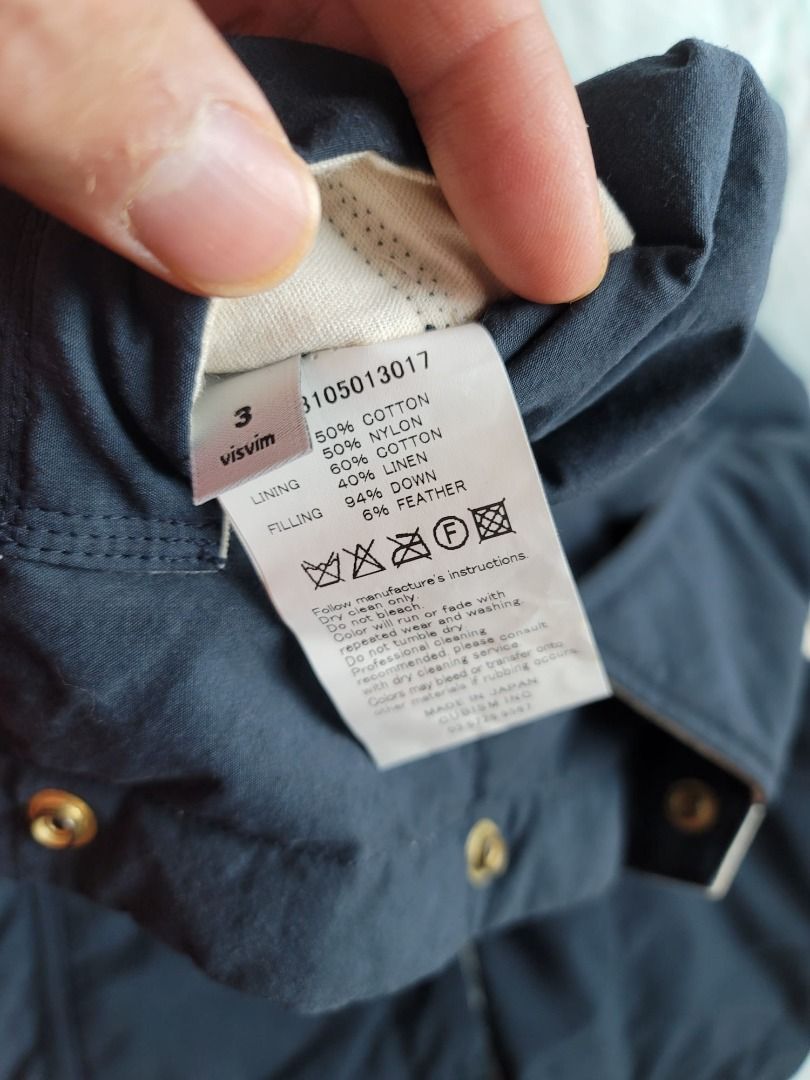 3
visvim
3105013017
50% COTTON
50% NYLON
LINING 60% COTTON
40% LINEN
FILLING 94% DOWN
6% FEATHER
F
Follow manufacture's instructions.
Dry clean only.
Do not bleach.
Color will run or fade with
repeated wear and washing.
Do not tumble dry.
Professional cleaning
recommended, please consult
with dry cleaning service.
Colors may bleed or transfer onto
other materials if rubbing occurs.
MADE IN JAPAN
CUBISM INC.